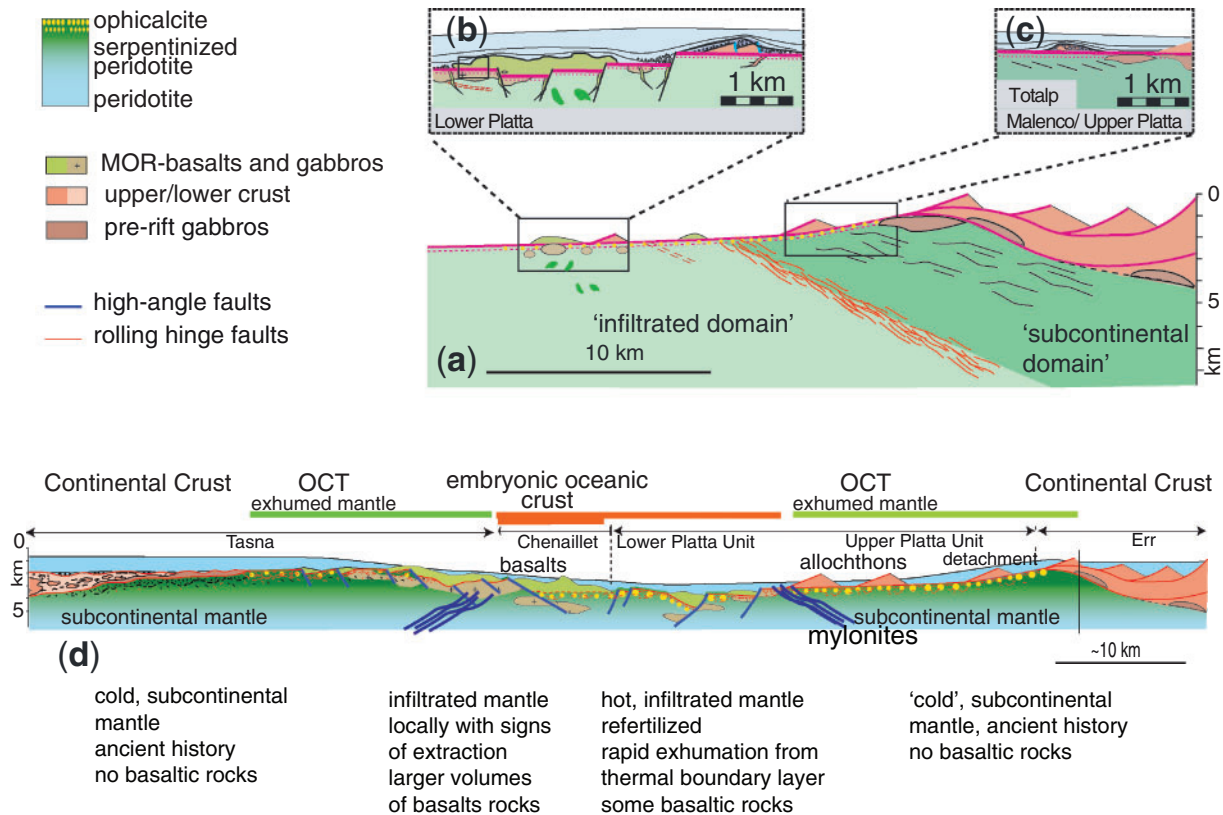 ophicalcite
serpentinized
peridotite
peridotite
MOR-basalts and gabbros
upper/lower crust
pre-rift gabbros
high-angle faults
rolling hinge faults
(b)
1 km
Lower Platta
(c)
Totalp
1 km
Malenco/ Upper Platta
0
5
km
'infiltrated domain'
'subcontinental
domain'
(a)
10 km
Continental Crust
OCT
exhumed mantle
embryonic oceanic
crust
OCT
exhumed mantle
Continental Crust
0
km
5
Tasna
Chenaillet
Lower Platta Unit
Upper Platta Unit
Err
basalts
allochthons
detachment
subcontinental mantle
subcontinental mantle
mylonites
(d)
~10 km
cold, subcontinental
mantle
ancient history
no basaltic rocks
infiltrated mantle
locally with signs
of extraction
larger volumes
of basalts rocks
hot, infiltrated mantle
refertilized
rapid exhumation from
thermal boundary layer
some basaltic rocks
'cold', subcontinental
mantle, ancient history
no basaltic rocks